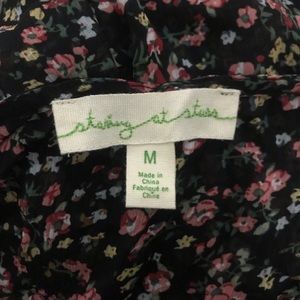 staring at stars
M
Made in
China
Fabriqué en
Chine